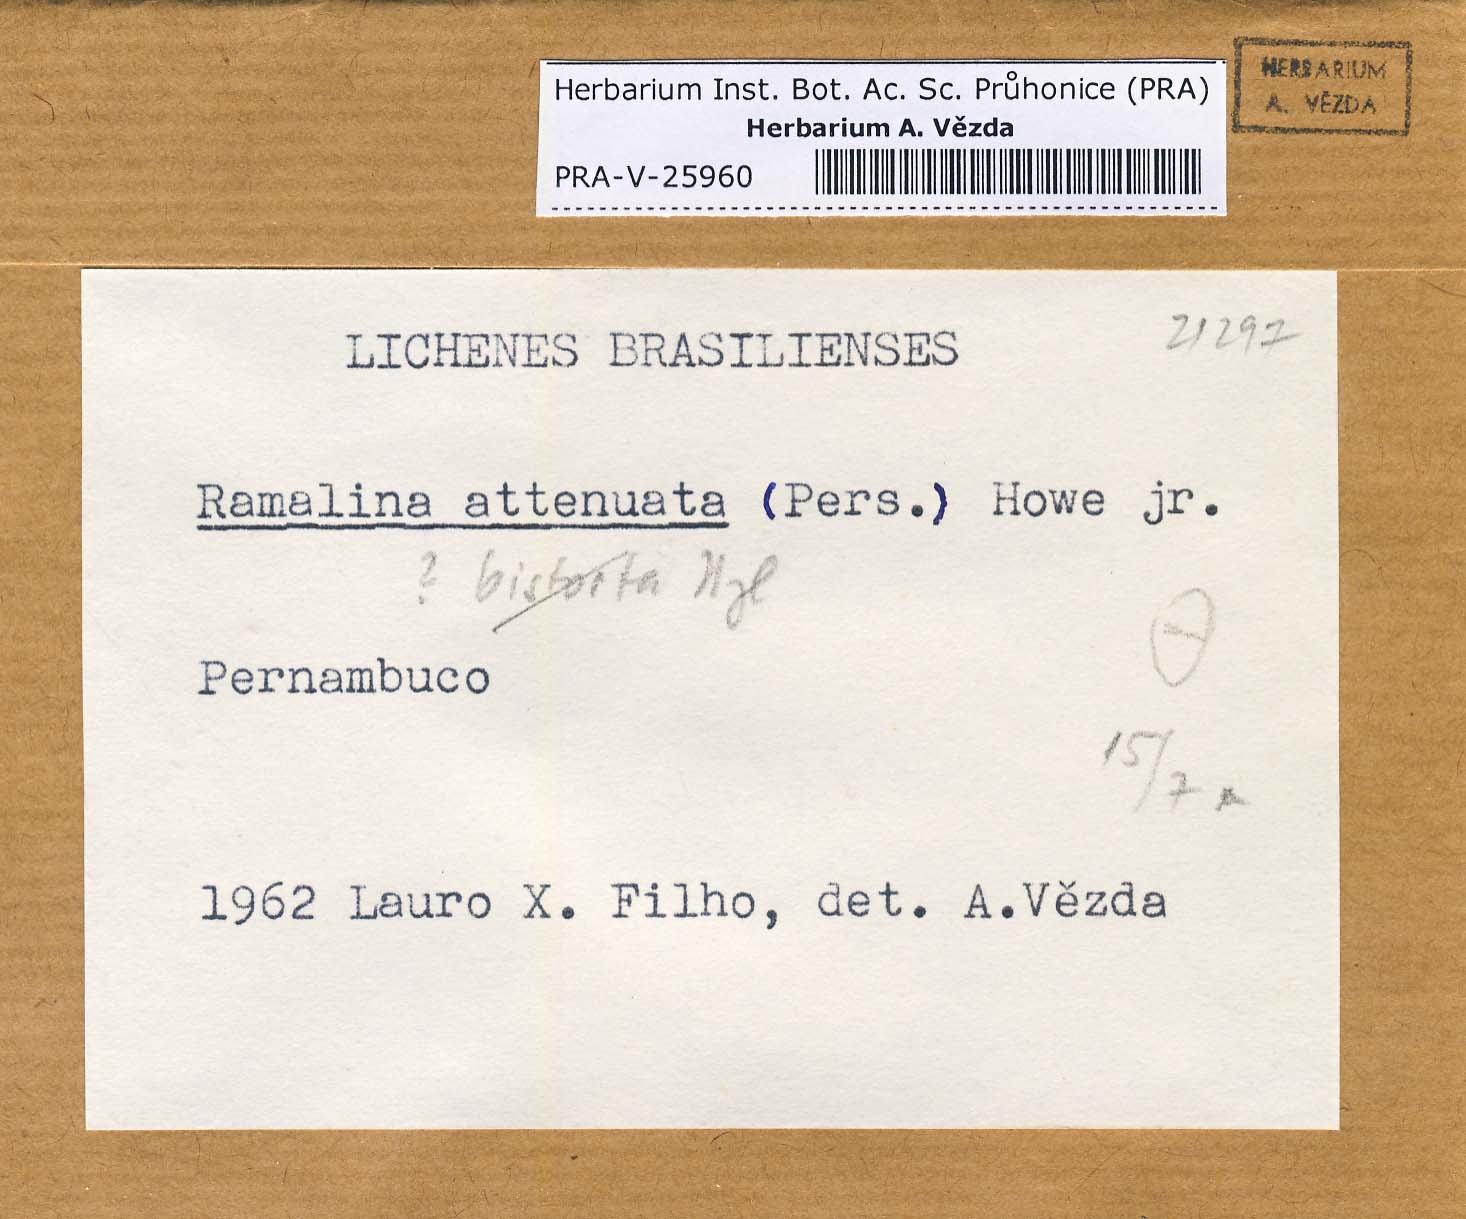 HERBARIUM
A. VĚZDA
Herbarium Inst. Bot. Ac. Sc. Průhonice (PRA)
Herbarium A. Vězda
PRA-V-25960
LICHENES BRASILIENSES
21297
Ramalina attenuata (Pers.) Howe jr.
? bistorta Nyl
Pernambuco
15/7
1962 Lauro X. Filho, det. A.Vězda